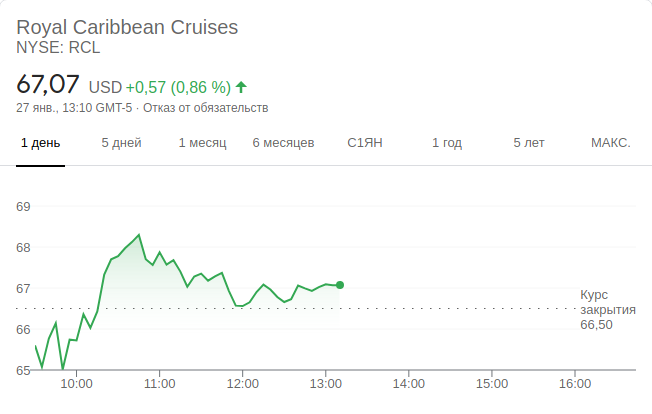 Royal Caribbean Cruises
NYSE: RCL
67,07 USD +0,57 (0,86 %)
27 янв., 13:10 GMT-5 · Отказ от обязательств
1 день 5 дней 1 месяц 6 месяцев С1ЯН 1 год 5 лет МАКС.
69
68
67
66
65
Курс
закрытия
66,50
10:00 11:00 12:00 13:00 14:00 15:00 16:00